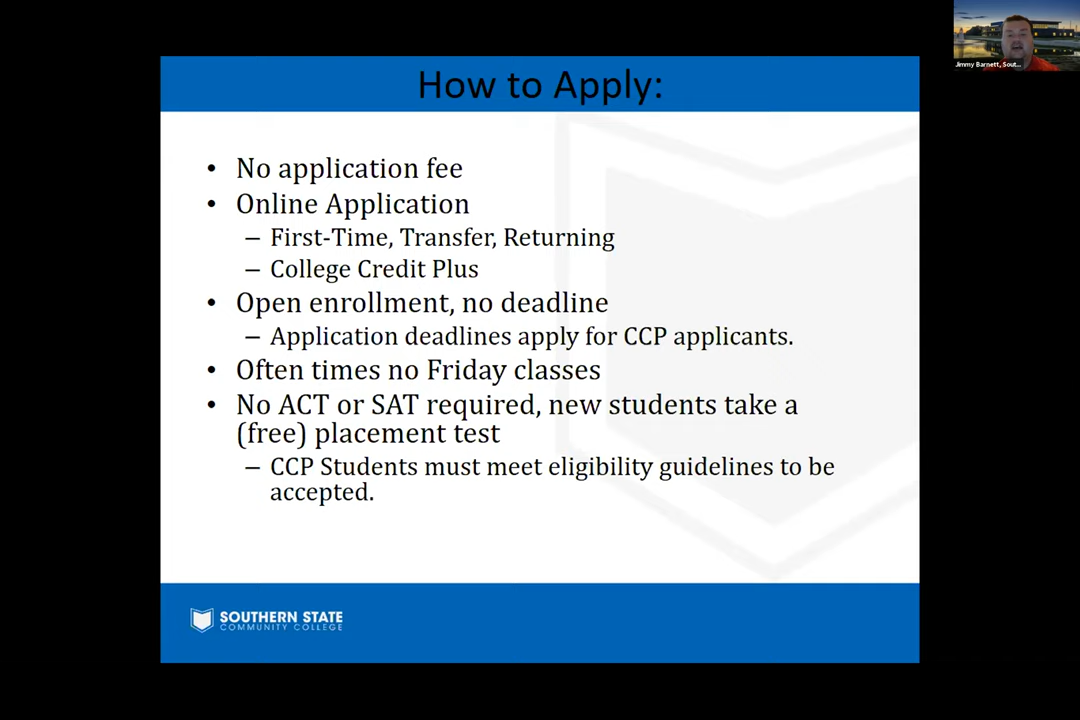 Jimmy Barnett, Sout...
How to Apply:
• No application fee
• Online Application
– First-Time, Transfer, Returning
– College Credit Plus
• Open enrollment, no deadline
– Application deadlines apply for CCP applicants.
• Often times no Friday classes
• No ACT or SAT required, new students take a
(free) placement test
– CCP Students must meet eligibility guidelines to be
accepted.
SOUTHERN STATE
COMMUNITY COLLEGE